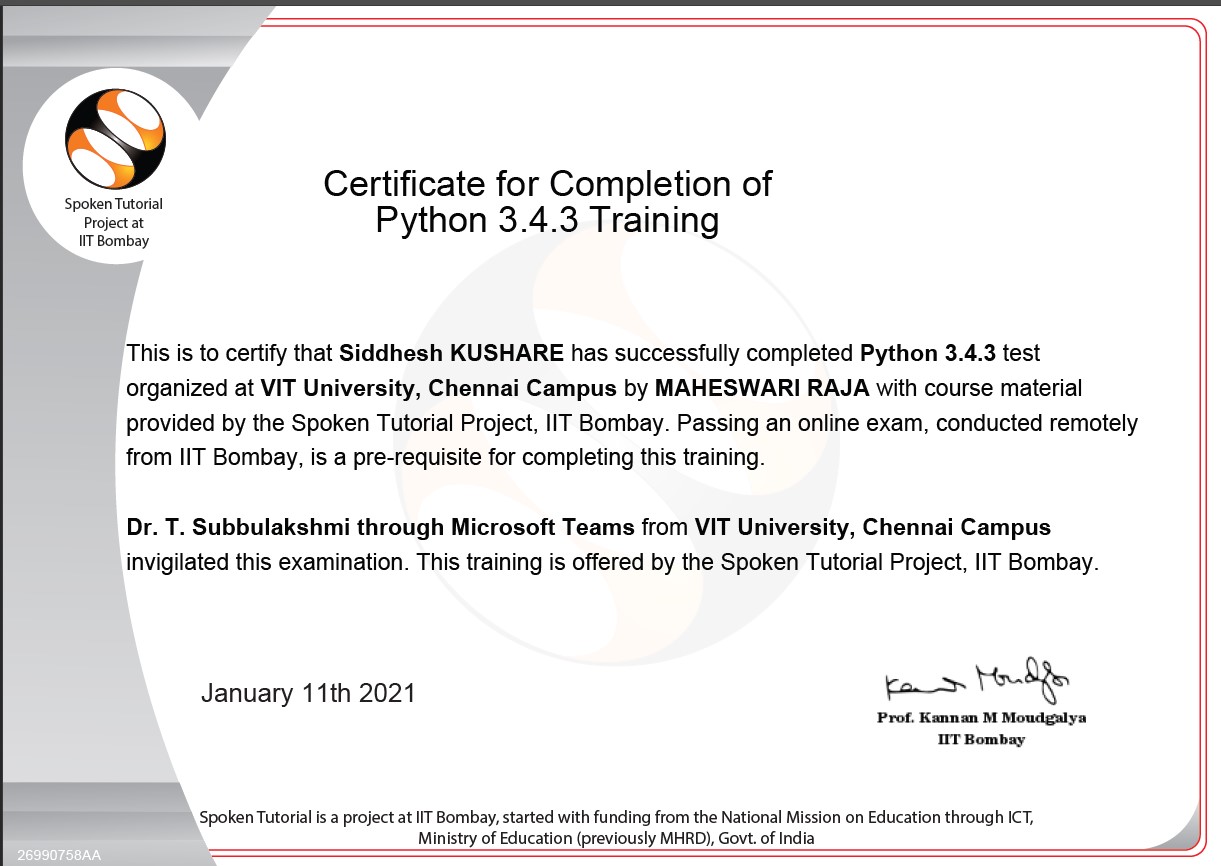 Spoken Tutorial
Project at
IIT Bombay
Certificate for Completion of
Python 3.4.3 Training
This is to certify that Siddhesh KUSHARE has successfully completed Python 3.4.3 test
organized at VIT University, Chennai Campus by MAHESWARI RAJA with course material
provided by the Spoken Tutorial Project, IIT Bombay. Passing an online exam, conducted remotely
from IIT Bombay, is a pre-requisite for completing this training.
Dr. T. Subbulakshmi through Microsoft Teams from VIT University, Chennai Campus
invigilated this examination. This training is offered by the Spoken Tutorial Project, IIT Bombay.
January 11th 2021
Prof. Kannan M Moudgalya
IIT Bombay
Spoken Tutorial is a project at IIT Bombay, started with funding from the National Mission on Education through ICT,
Ministry of Education (previously MHRD), Govt. of India
26990758AA